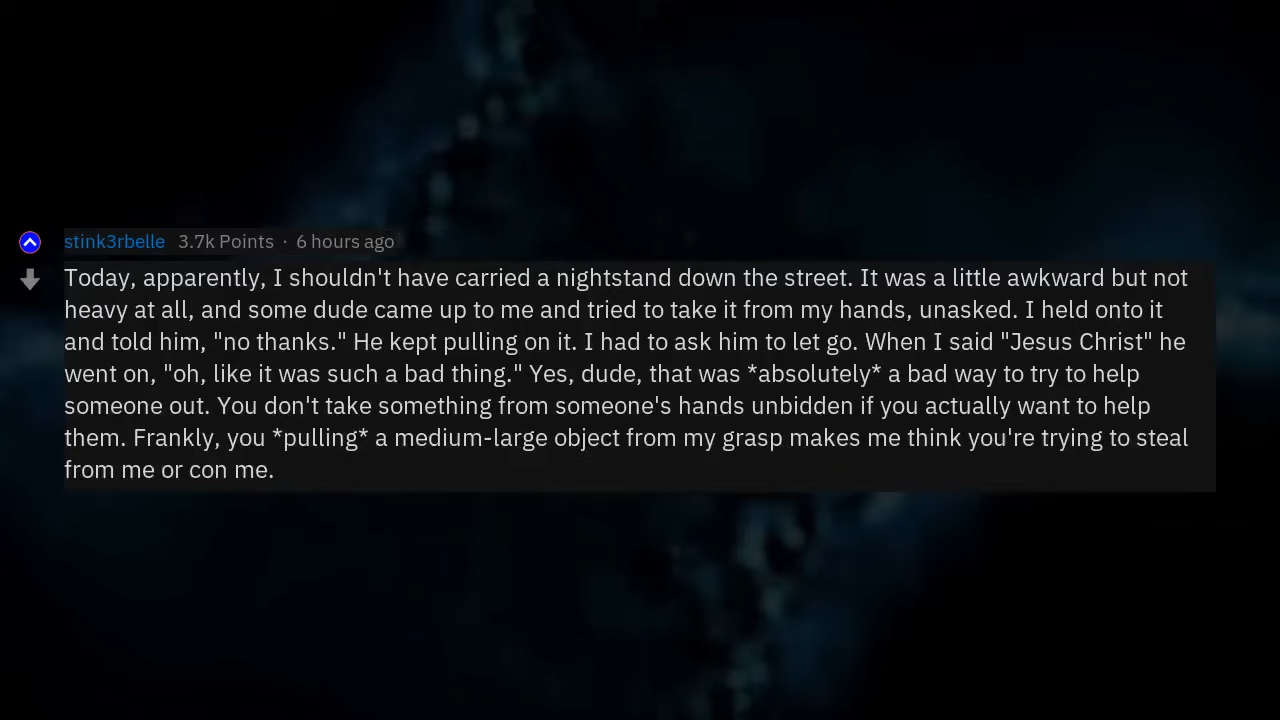 stink3rbelle 3.7k Points · 6 hours ago
Today, apparently, I shouldn't have carried a nightstand down the street. It was a little awkward but not
heavy at all, and some dude came up to me and tried to take it from my hands, unasked. I held onto it
and told him, "no thanks." He kept pulling on it. I had to ask him to let go. When I said "Jesus Christ" he
went on, "oh, like it was such a bad thing." Yes, dude, that was *absolutely* a bad way to try to help
someone out. You don't take something from someone's hands unbidden if you actually want to help
them. Frankly, you *pulling* a medium-large object from my grasp makes me think you're trying to steal
from me or con me.